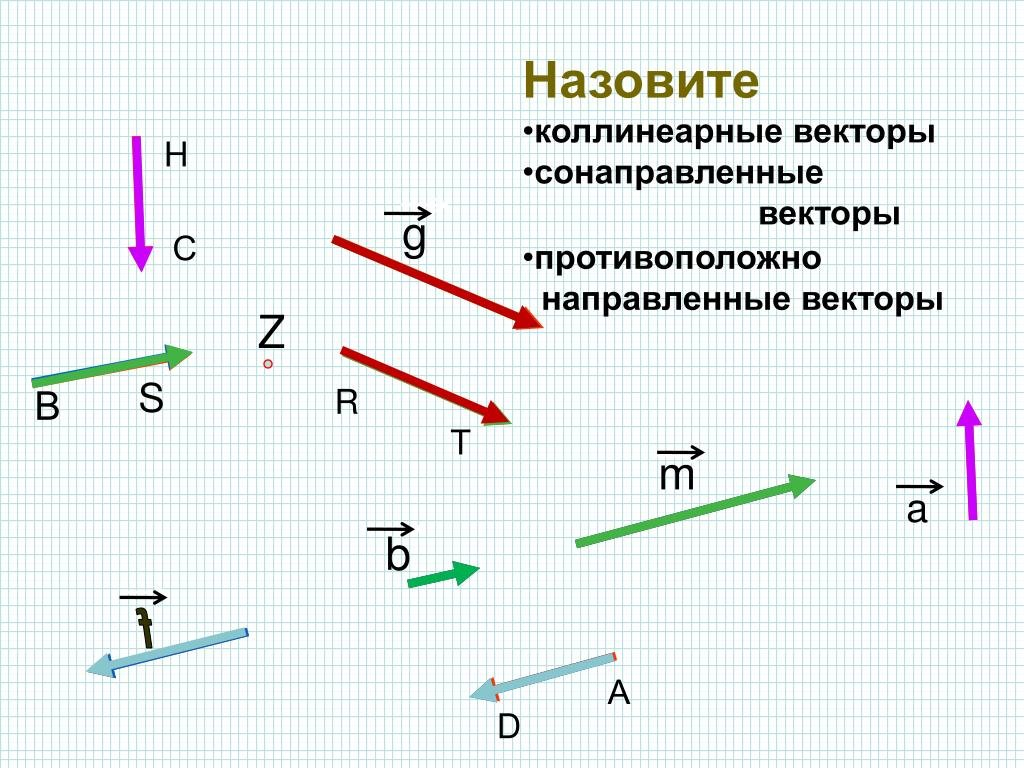 Назовите
•коллинеарные векторы
•сонаправленные
векторы
•противоположно
направленные векторы
H
C
g
Z
B
S
R
T
m
a
b
f
A
D